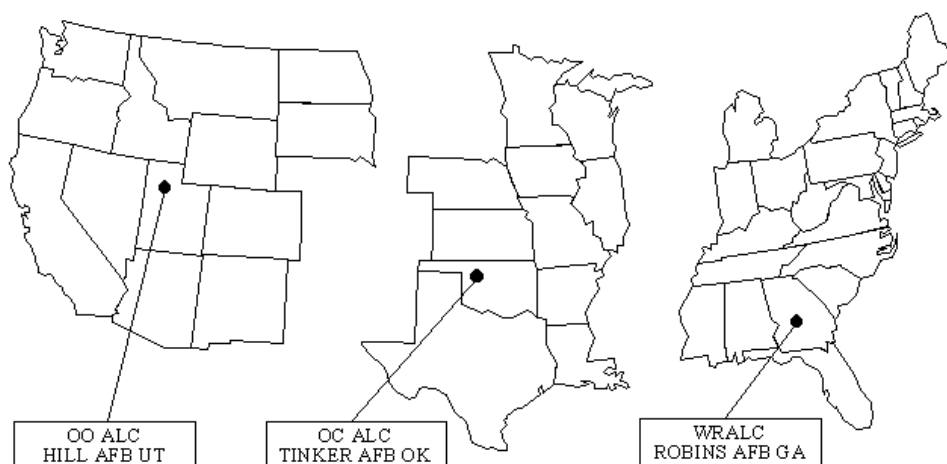 OO ALC
HILL AFB UT
OC ALC
TINKER AFB OK
WRALC
ROBINS AFB GA